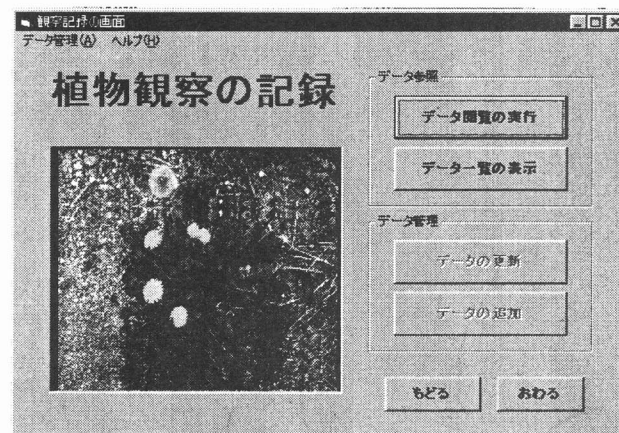 観察記録の画面
データ管理(A) ヘルプ(H)
植物観察の記録
データ参照
データ閲覧の実行
データ一覧の表示
データ管理
データの更新
データの追加
もどる
おわる